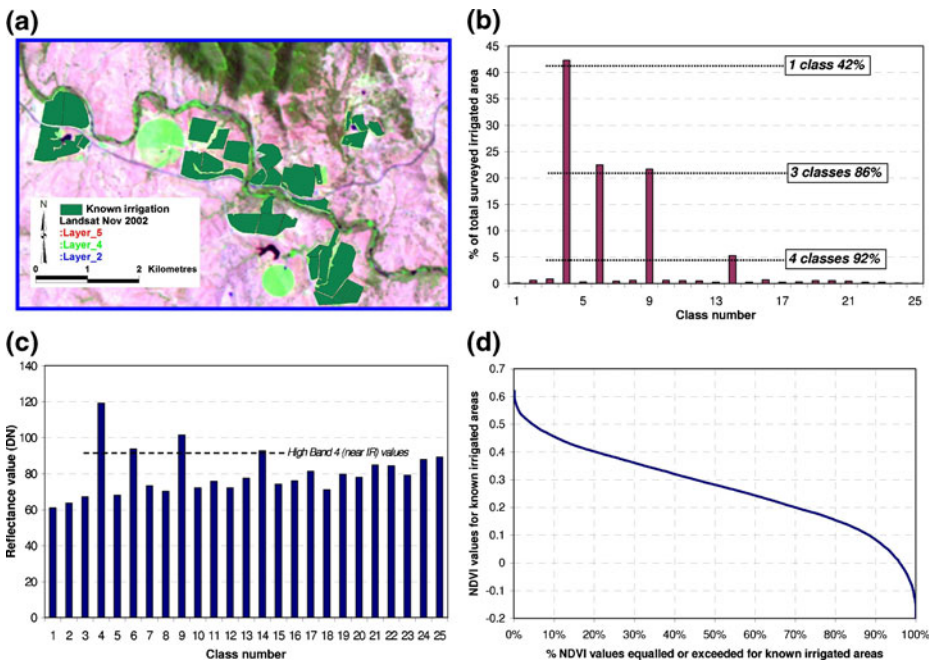 (a)
N
Known irrigation
Landsat Nov 2002
:Layer_5
:Layer_4
:Layer_2
0 1 2 Kilometres
(b)
% of total surveyed irrigated area
45
40
35
30
25
20
15
10
5
0
1 class 42%
3 classes 86%
4 classes 92%
1 5 9 13 17 21 25
Class number
(c)
Reflectance value (DN)
140
120
100
80
60
40
20
0
High Band 4 (near IR) values
1 2 3 4 5 6 7 8 9 10 11 12 13 14 15 16 17 18 19 20 21 22 23 24 25
Class number
(d)
NDVI values for known irrigated areas
0.7
0.6
0.5
0.4
0.3
0.2
0.1
0
-0.1
-0.2
0% 10% 20% 30% 40% 50% 60% 70% 80% 90% 100%
% NDVI values equalled or exceeded for known irrigated areas